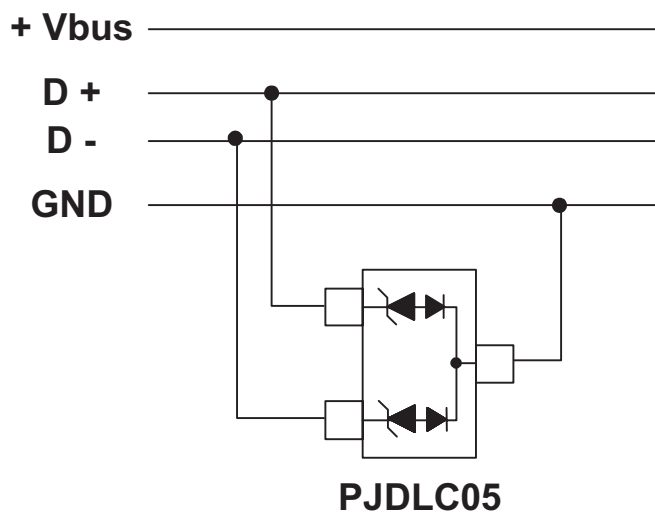 + Vbus
D +
D -
GND
PJDLC05